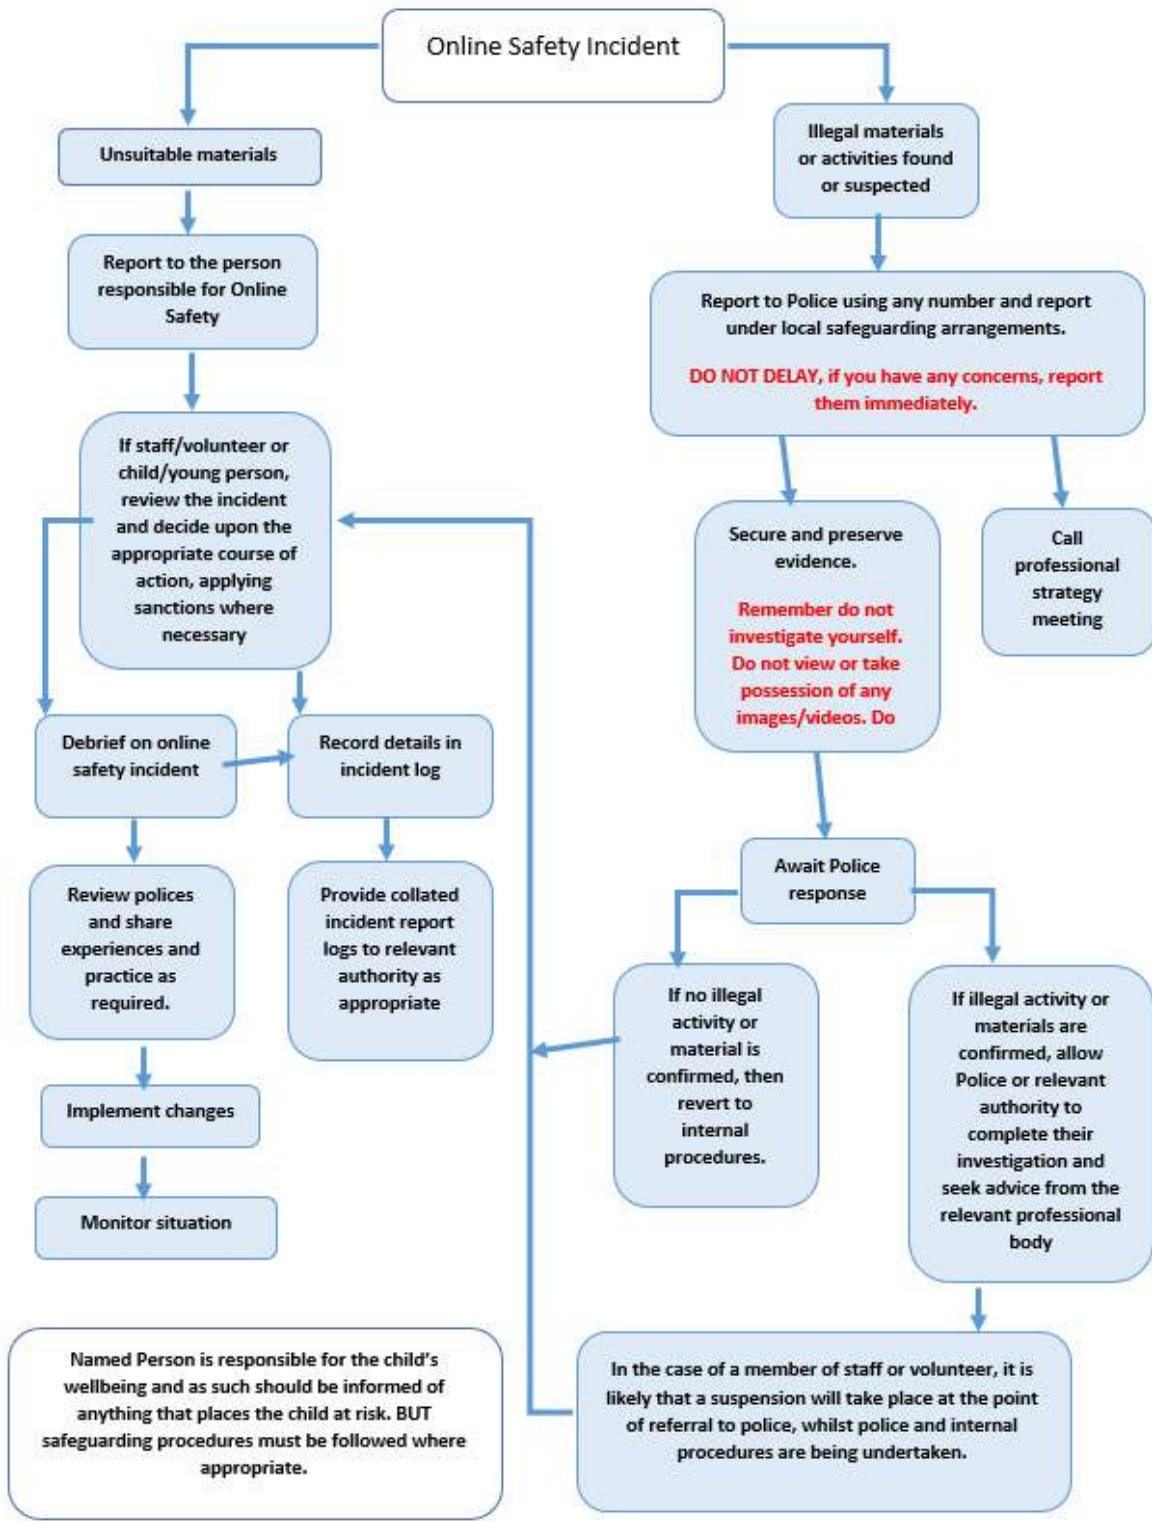 Online Safety Incident
Unsuitable materials
Report to the person
responsible for Online
Safety
If staff/volunteer or
child/young person,
review the incident
and decide upon the
appropriate course of
action, applying
sanctions where
necessary
Debrief on online
safety incident
Record details in
incident log
Review polices
and share
experiences and
practice as
required.
Provide collated
incident report
logs to relevant
authority as
appropriate
Implement changes
Monitor situation
Named Person is responsible for the child's
wellbeing and as such should be informed of
anything that places the child at risk. BUT
safeguarding procedures must be followed where
appropriate.
Illegal materials
or activities found
or suspected
Report to Police using any number and report
under local safeguarding arrangements.
DO NOT DELAY, if you have any concerns, report
them immediately.
Secure and preserve
evidence.
Remember do not
investigate yourself.
Do not view or take
possession of any
images/videos. Do
Call
professional
strategy
meeting
Await Police
response
If no illegal
activity or
material is
confirmed, then
revert to
internal
procedures.
If illegal activity or
materials are
confirmed, allow
Police or relevant
authority to
complete their
investigation and
seek advice from the
relevant professional
body
In the case of a member of staff or volunteer, it is
likely that a suspension will take place at the point
of referral to police, whilst police and internal
procedures are being undertaken.